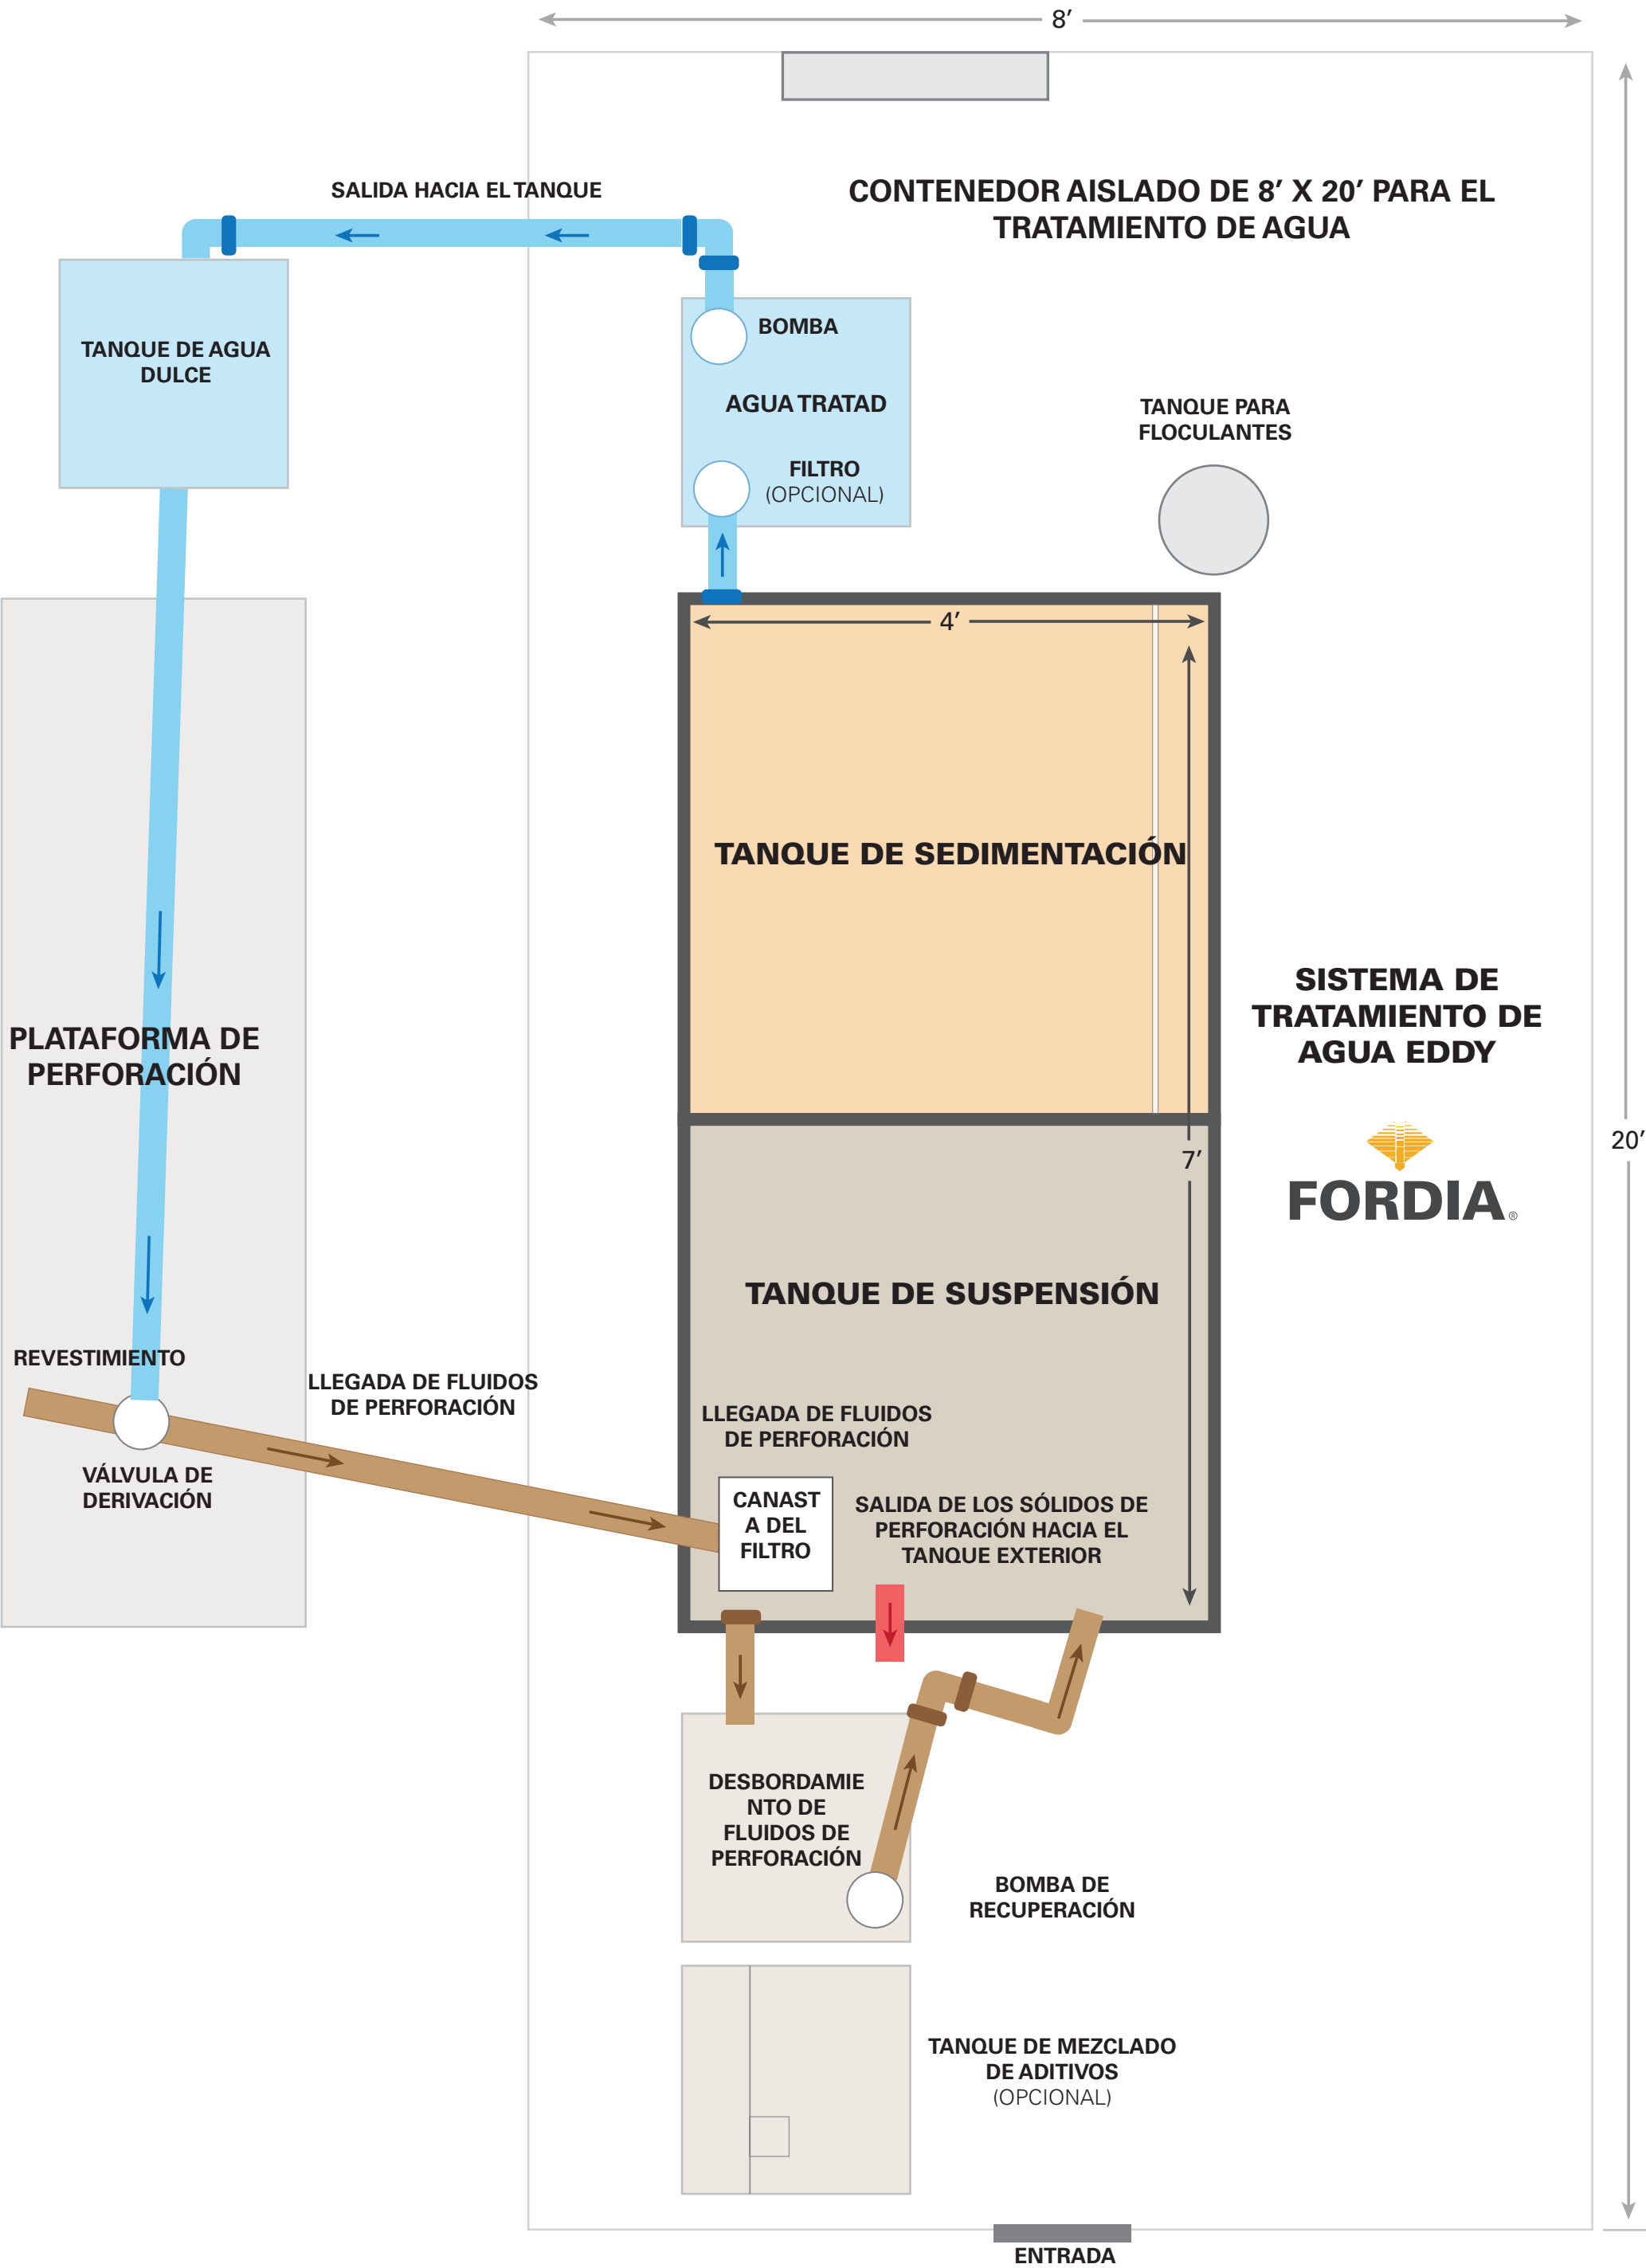 8’
SALIDA HACIA EL TANQUE
CONTENEDOR AISLADO DE 8’ X 20’ PARA EL
TRATAMIENTO DE AGUA
TANQUE DE AGUA
DULCE
BOMBA
AGUA TRATAD
FILTRO
(OPCIONAL)
TANQUE PARA
FLOCULANTES
4’
TANQUE DE SEDIMENTACIÓN
SISTEMA DE
TRATAMIENTO DE
AGUA EDDY
PLATAFORMA DE
PERFORACIÓN
20’
7’
FORDIA®
TANQUE DE SUSPENSIÓN
REVESTIMIENTO
LLEGADA DE FLUIDOS
DE PERFORACIÓN
LLEGADA DE FLUIDOS
DE PERFORACIÓN
VÁLVULA DE
DERIVACIÓN
CANAST
A DEL
FILTRO
SALIDA DE LOS SÓLIDOS DE
PERFORACIÓN HACIA EL
TANQUE EXTERIOR
DESBORDAMIE
NTO DE
FLUIDOS DE
PERFORACIÓN
BOMBA DE
RECUPERACIÓN
TANQUE DE MEZCLADO
DE ADITIVOS
(OPCIONAL)
ENTRADA